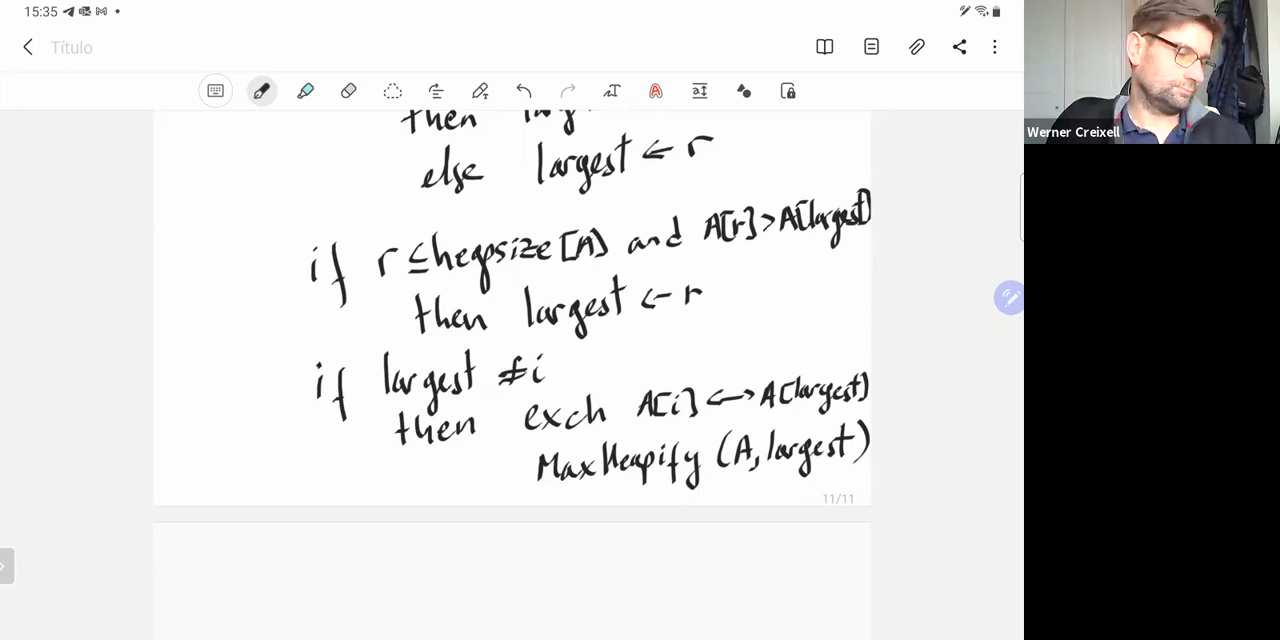 15:35
Título
then
else largest ← r
if r ≤ heapsize[A] and A[r] > A[largest]
then largest ← r
if largest ≠ i
then exch A[i] ↔ A[largest]
MaxHeapify (A, largest)
11/11
Werner Creixell